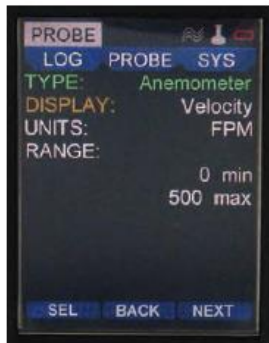 PROBE
LOG PROBE SYS
TYPE: Anemometer
DISPLAY: Velocity
UNITS: FPM
RANGE:
0 min
500 max
SEL BACK NEXT